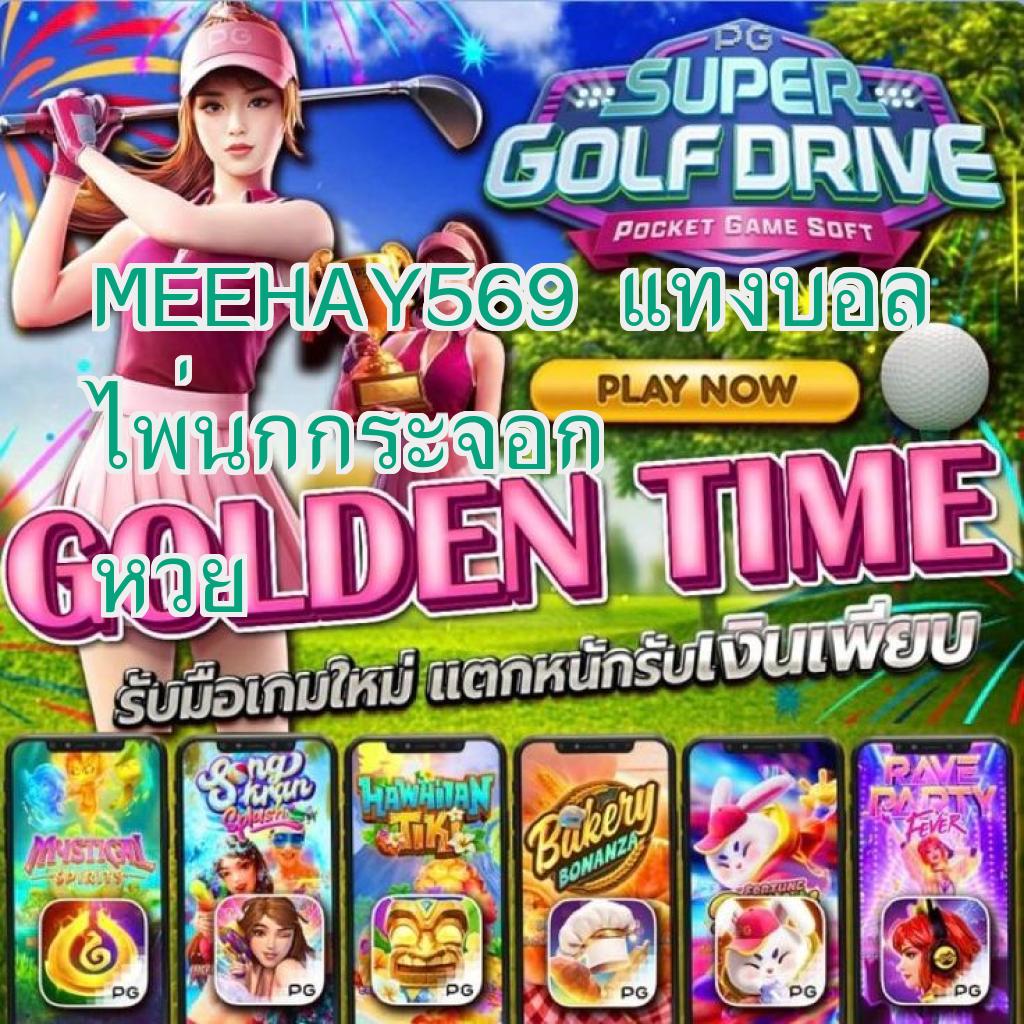 PG
PG
SUPER
GOLF DRIVE
POCKET GAME SOFT
MEEHAY569 แทงบอล
PLAY NOW
ไพ่นกกระจอก
GOLDEN TIME
หวย
รับมือเกมใหม่ แตกหนักรับเงินเพียบ
MYSTICAL
SPIRITS
PG
Songkran
Splash
PG
HAWAIIAN
TIKI
PG
Bakery
BONANZA
PG
FORTUNE
PG
RAVE
PARTY
FEVER
PG